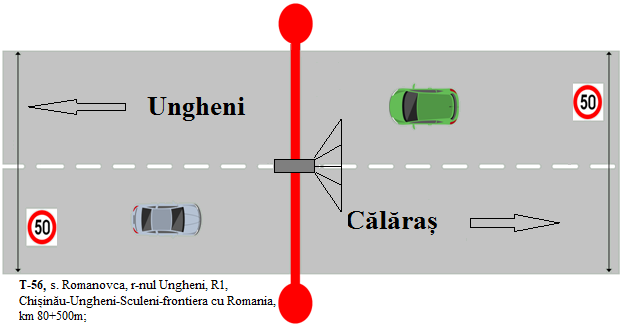 Ungheni
50
Călăraș
50
T-56, s. Romanovca, r-nul Ungheni, R1,
Chișinău-Ungheni-Sculeni-frontiera cu Romania,
km 80+500m;